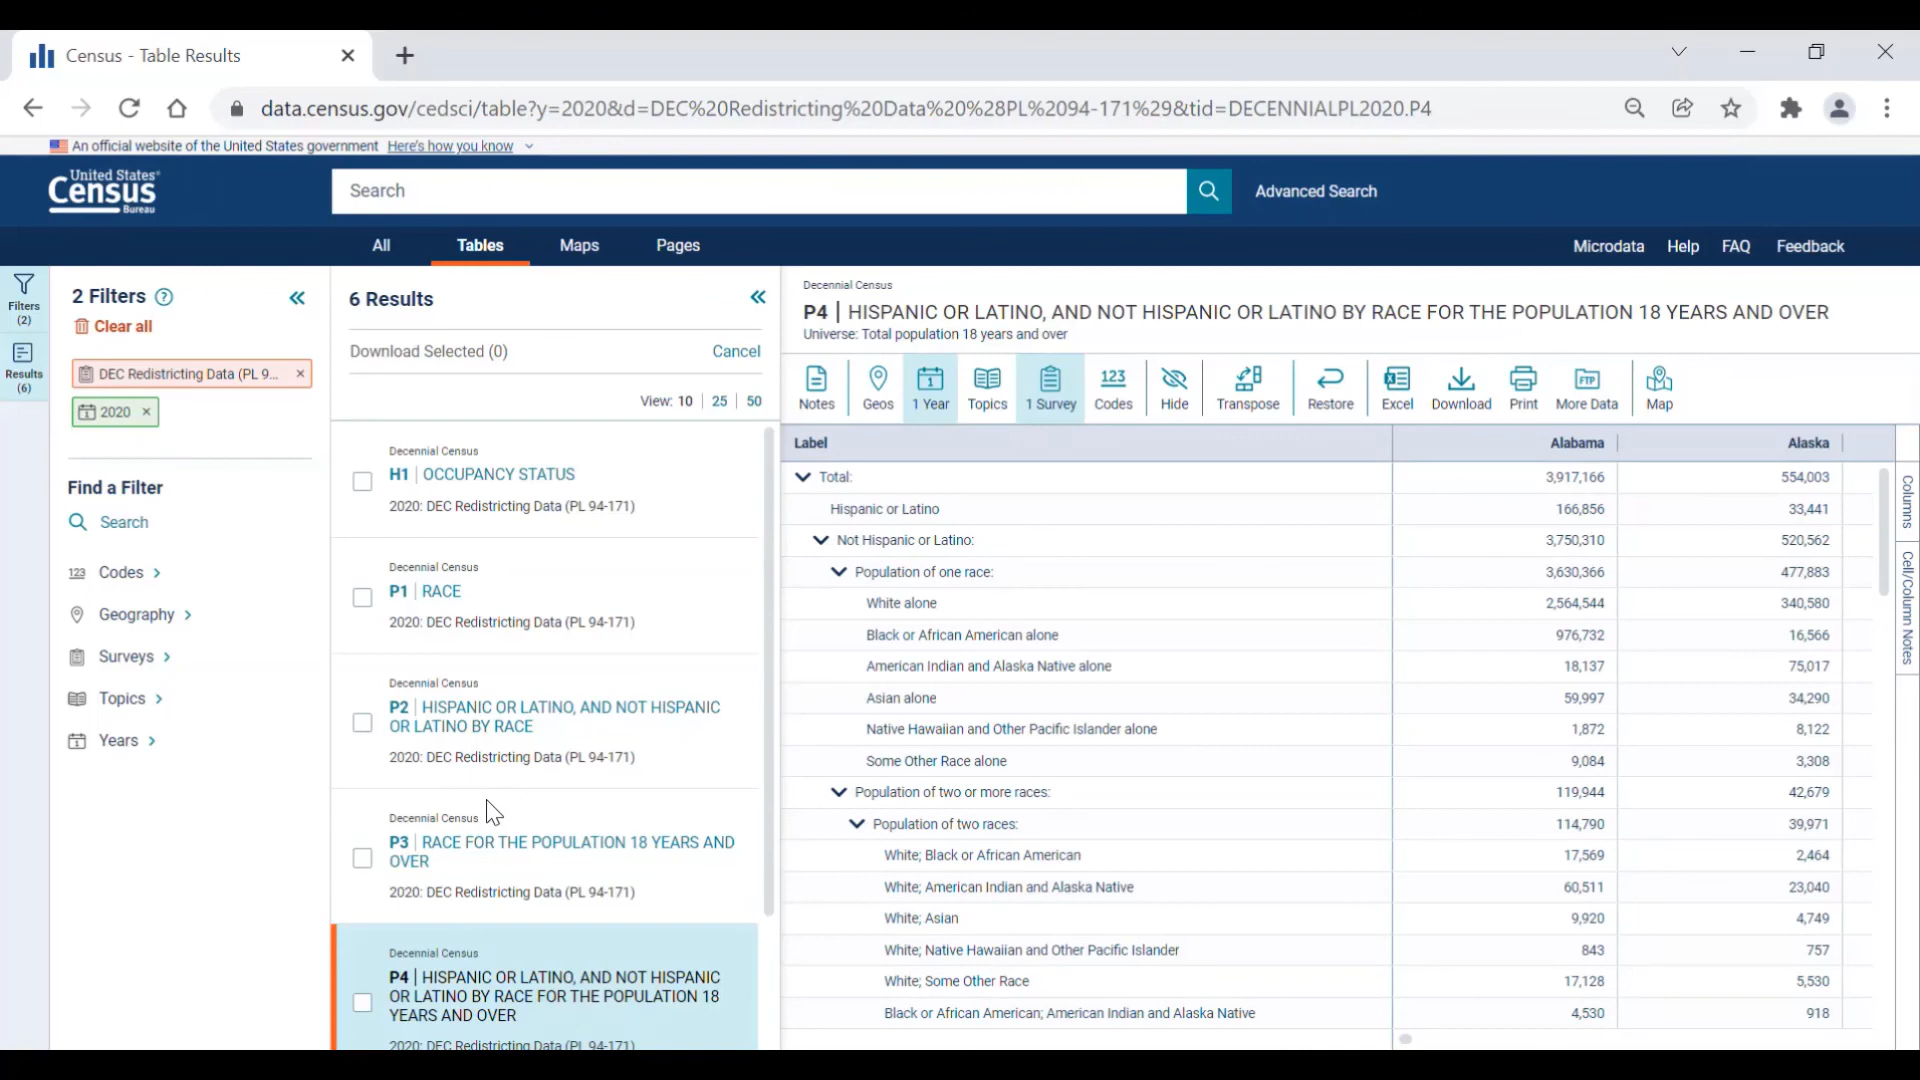 Census - Table Results
data.census.gov/cedsci/table?y=2020&d=DEC%20Redistricting%20Data%20%28PL%2094-171%29&tid=DECENNIALPL2020.P4
An official website of the United States government Here's how you know
United States®
Census
Bureau
Search
Advanced Search
All Tables Maps Pages
Microdata Help FAQ Feedback
Filters
(2)
Results
(6)
2 Filters
Clear all
DEC Redistricting Data (PL 9...
2020
Find a Filter
Search
123 Codes
Geography
Surveys
Topics
1 Years
6 Results
Download Selected (0) Cancel
View: 10 25 50
Decennial Census
H1 | OCCUPANCY STATUS
2020: DEC Redistricting Data (PL 94-171)
Decennial Census
P1 | RACE
2020: DEC Redistricting Data (PL 94-171)
Decennial Census
P2 | HISPANIC OR LATINO, AND NOT HISPANIC
OR LATINO BY RACE
2020: DEC Redistricting Data (PL 94-171)
Decennial Census
P3 | RACE FOR THE POPULATION 18 YEARS AND
OVER
2020: DEC Redistricting Data (PL 94-171)
Decennial Census
P4 | HISPANIC OR LATINO, AND NOT HISPANIC
OR LATINO BY RACE FOR THE POPULATION 18
YEARS AND OVER
2020: DEC Redistricting Data (PL 94-171)
Decennial Census
P4 | HISPANIC OR LATINO, AND NOT HISPANIC OR LATINO BY RACE FOR THE POPULATION 18 YEARS AND OVER
Universe: Total population 18 years and over
1 123 FTP
Notes Geos 1 Year Topics 1 Survey Codes Hide Transpose Restore Excel Download Print More Data Map
Label Alabama Alaska
Total: 3,917,166 554,003
Hispanic or Latino 166,856 33,441
Not Hispanic or Latino: 3,750,310 520,562
Population of one race: 3,630,366 477,883
White alone 2,564,544 340,580
Black or African American alone 976,732 16,566
American Indian and Alaska Native alone 18,137 75,017
Asian alone 59,997 34,290
Native Hawaiian and Other Pacific Islander alone 1,872 8,122
Some Other Race alone 9,084 3,308
Population of two or more races: 119,944 42,679
Population of two races: 114,790 39,971
White; Black or African American 17,569 2,464
White; American Indian and Alaska Native 60,511 23,040
White; Asian 9,920 4,749
White; Native Hawaiian and Other Pacific Islander 843 757
White; Some Other Race 17,128 5,530
Black or African American; American Indian and Alaska Native 4,530 918
Columns
Cell/Column Notes